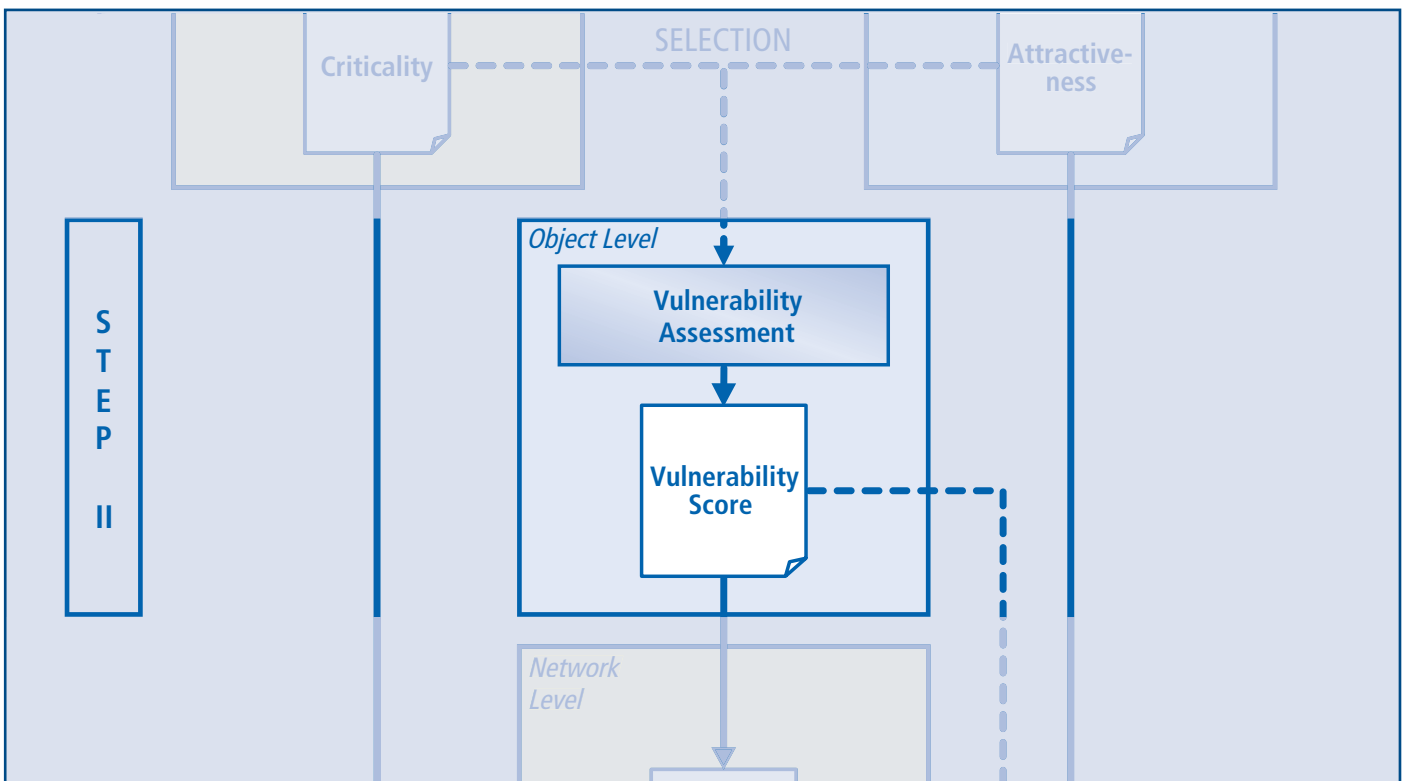 SELECTION
Criticality
Attractive-
ness
Object Level
Vulnerability
Assessment
S
T
E
P
II
Vulnerability
Score
Network
Level